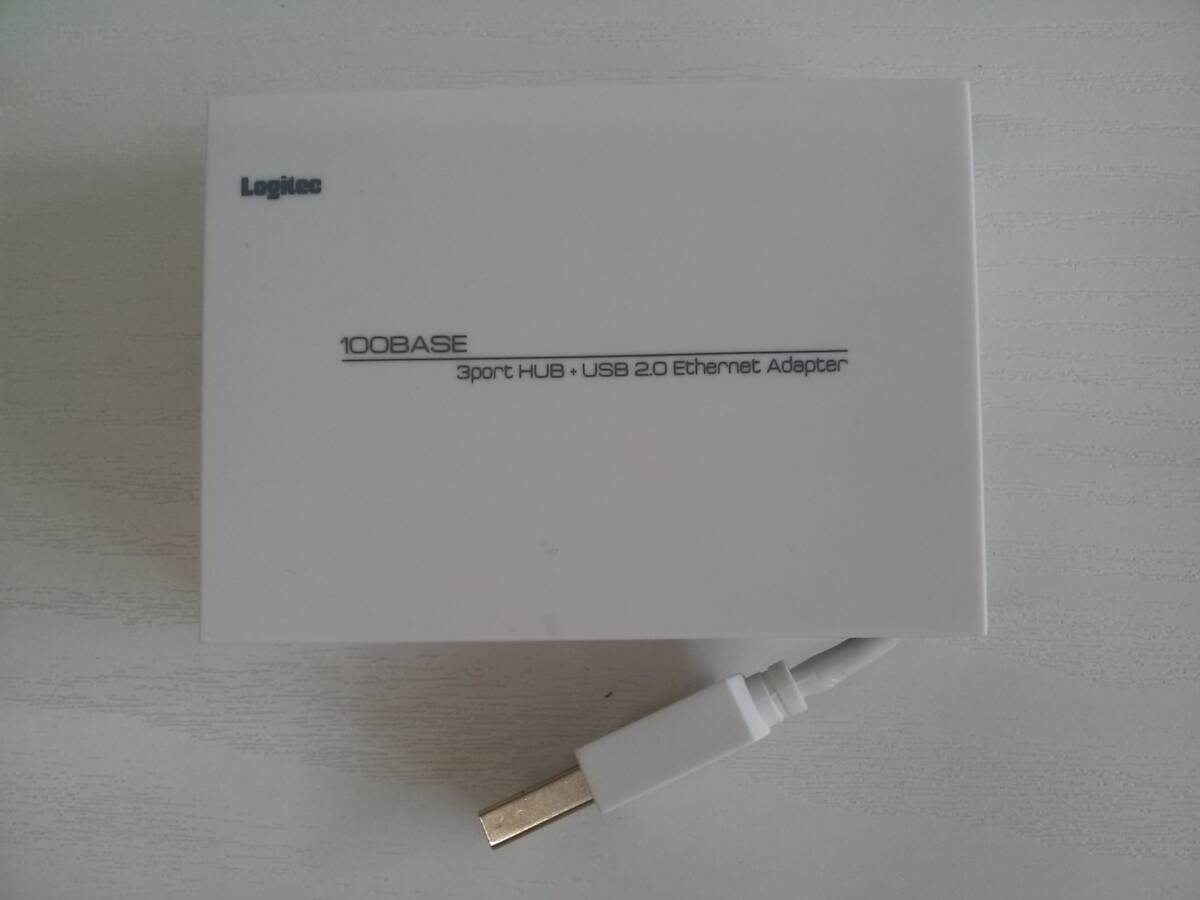 Logitec
100BASE
3port HUB + USB 2.0 Ethernet Adapter